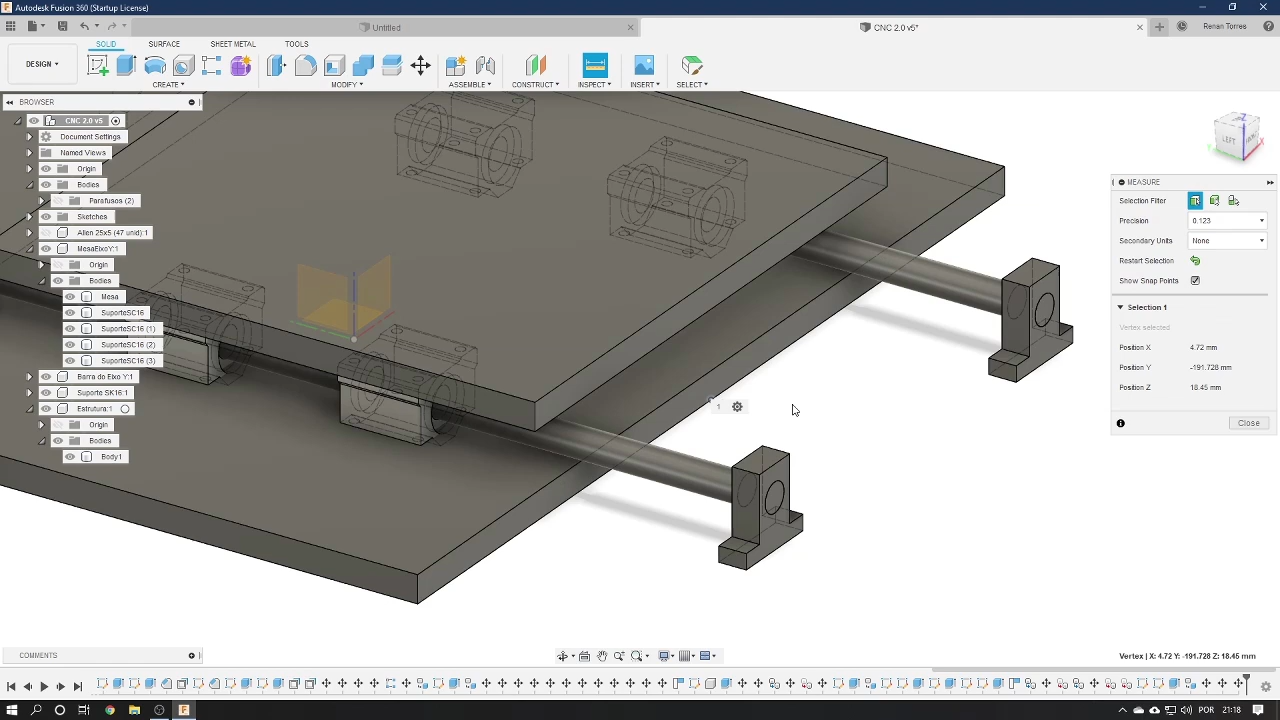 Autodesk Fusion 360 (Startup License)
Untitled
CNC 2.0 v5*
Renan Torres
DESIGN
SOLID
SURFACE
SHEET METAL
TOOLS
CREATE
MODIFY
ASSEMBLE
CONSTRUCT
INSPECT
INSERT
SELECT
BROWSER
CNC 2.0 v5
Document Settings
Named Views
Origin
Bodies
Parafusos (2)
Sketches
Allen 25x5 (47 unid):1
MesaEixoY:1
Origin
Bodies
Mesa
SuporteSC16
SuporteSC16 (1)
SuporteSC16 (2)
SuporteSC16 (3)
Barra do Eixo Y:1
Suporte SK16:1
Estrutura:1
Origin
Bodies
Body1
Z
LEFT
X
1
MEASURE
Selection Filter
Precision 0.123
Secondary Units None
Restart Selection
Show Snap Points
Selection 1
Vertex selected
Position X 4.72 mm
Position Y -191.728 mm
Position Z 18.45 mm
Close
COMMENTS
Vertex | X: 4.72 Y: -191.728 Z: 18.45 mm
POR
21:18